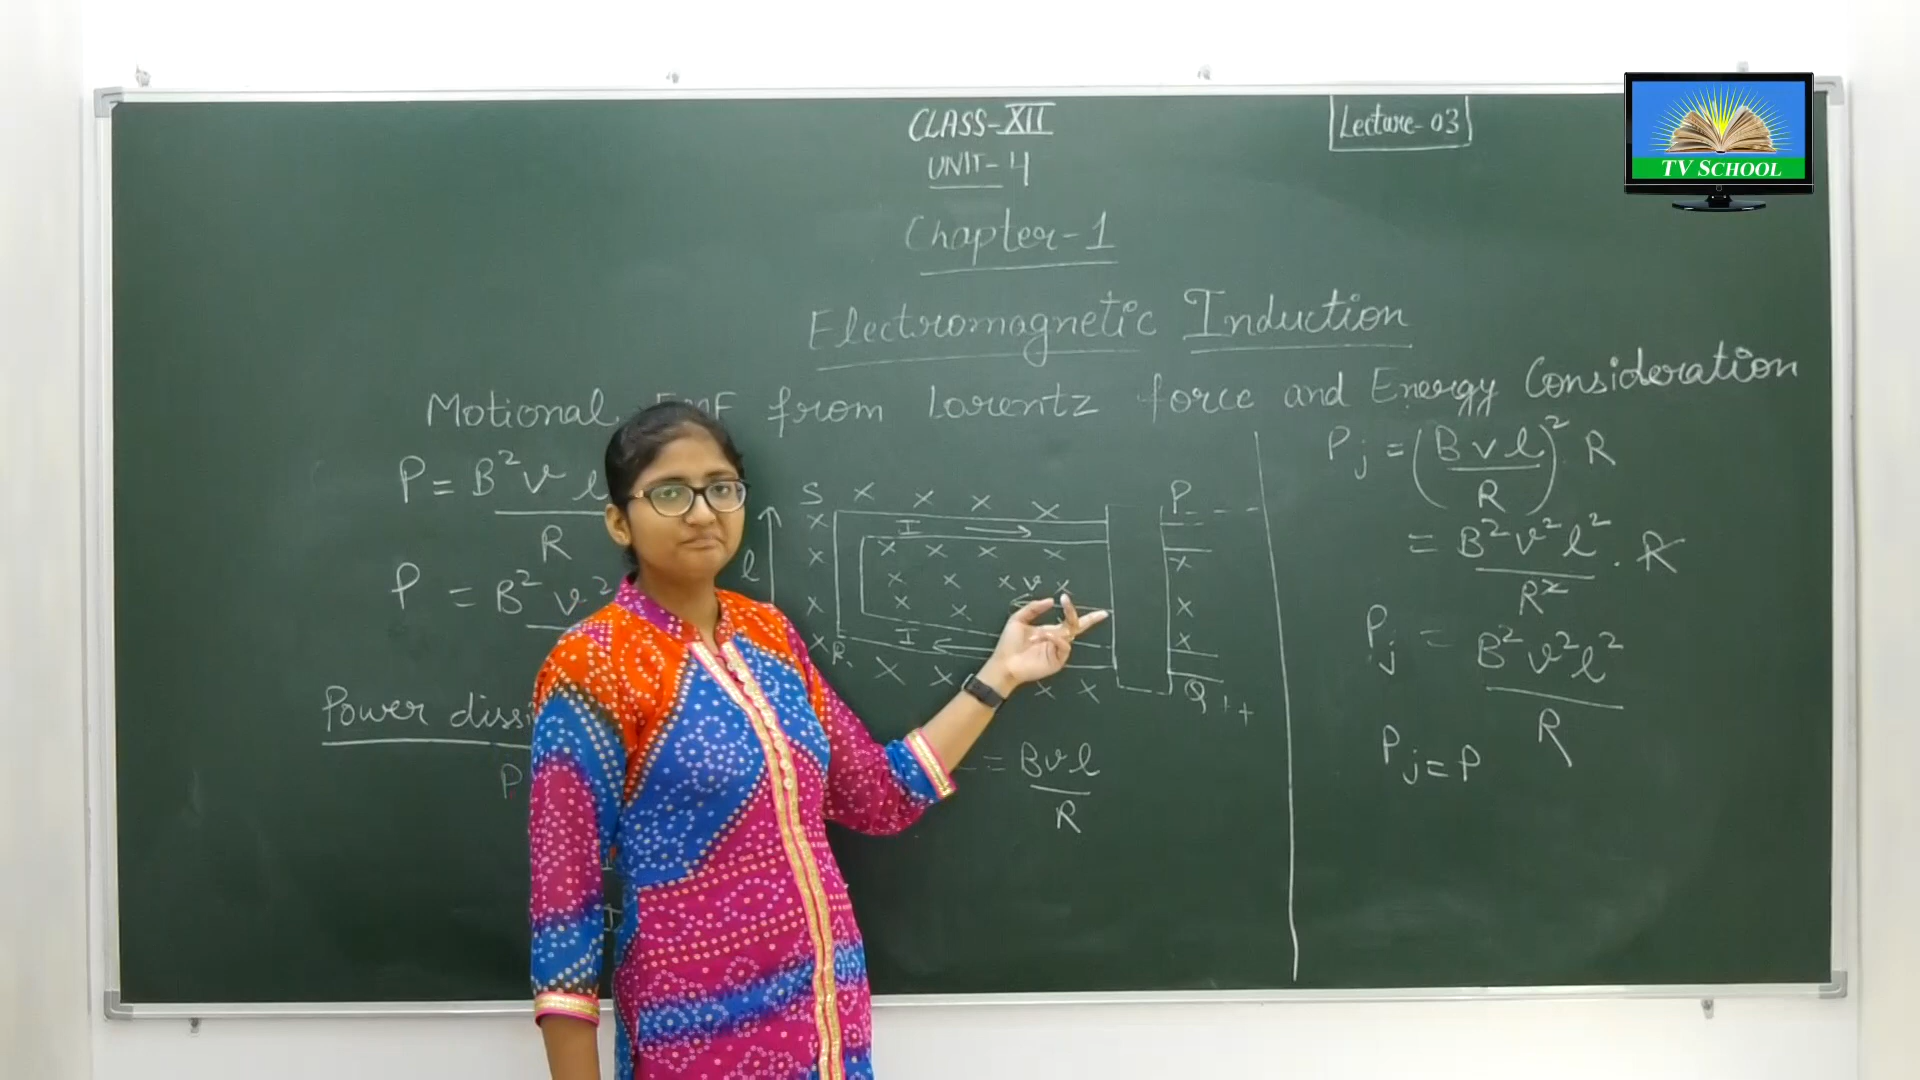 CLASS-XII
UNIT-4
Lecture-03
TV SCHOOL
Chapter-1
Electromagnetic Induction
Motional EMF from Lorentz force and Energy Consideration
P = B²v l
R
P = B²v²
Power dissi
P
S x x x x
I
l
v
I
R
P
Q
= Bvl
R
Pj = (Bvl/R)² R
= B²v²l²/R² . R
Pj = B²v²l²
R
Pj = P